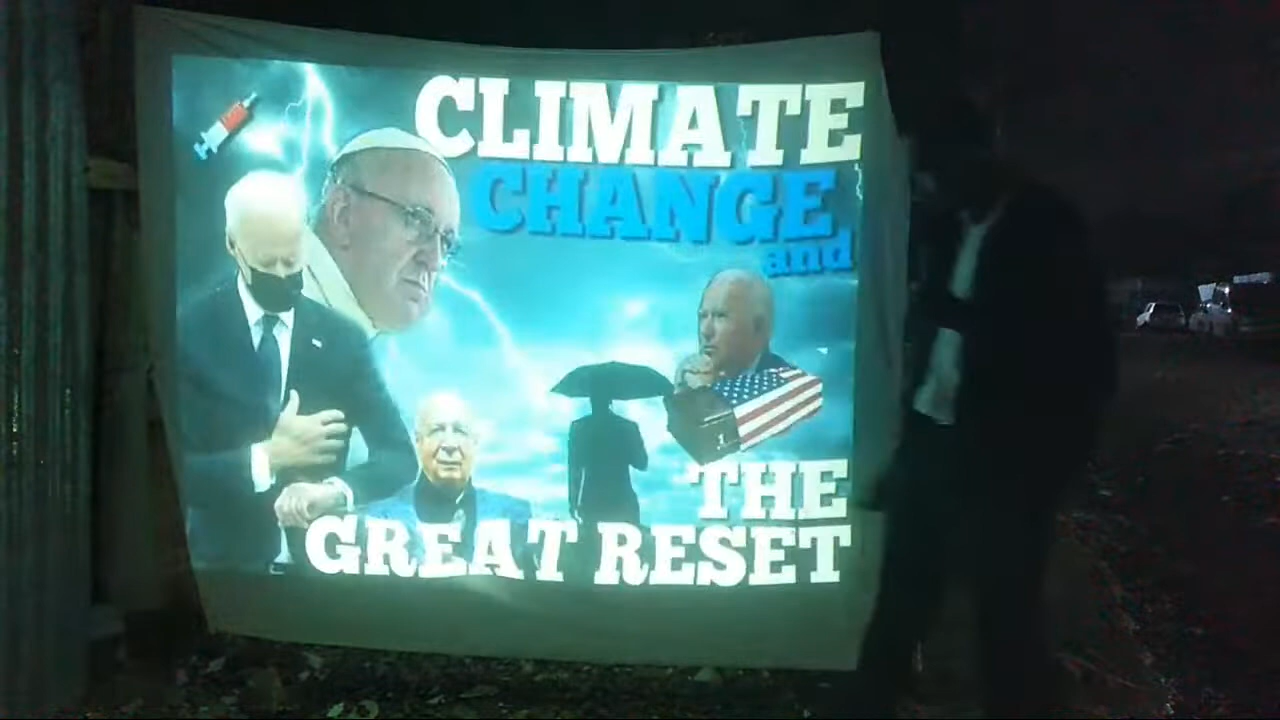 CLIMATE
CHANGE
and
THE
GREAT RESET